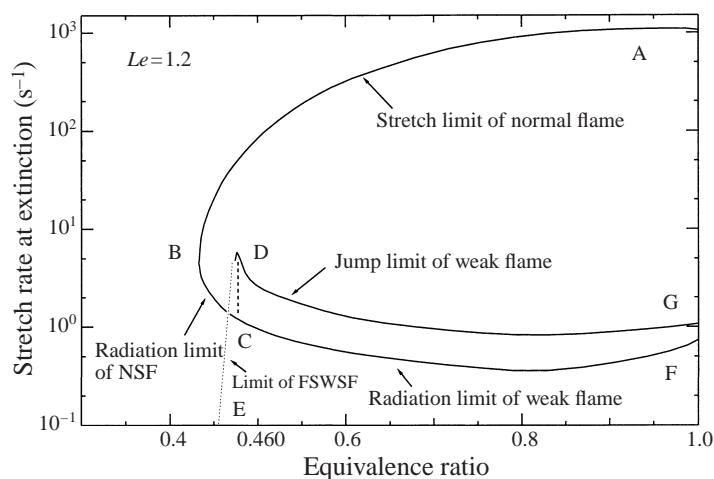 Le=1.2
A
Stretch limit of normal flame
B
D
Jump limit of weak flame
G
Radiation limit
of NSF
C
Limit of FSWSF
F
E
Radiation limit of weak flame
Stretch rate at extinction (s⁻¹)
10³
10²
10¹
10⁰
10⁻¹
0.4
0.460
0.6
0.8
1.0
Equivalence ratio